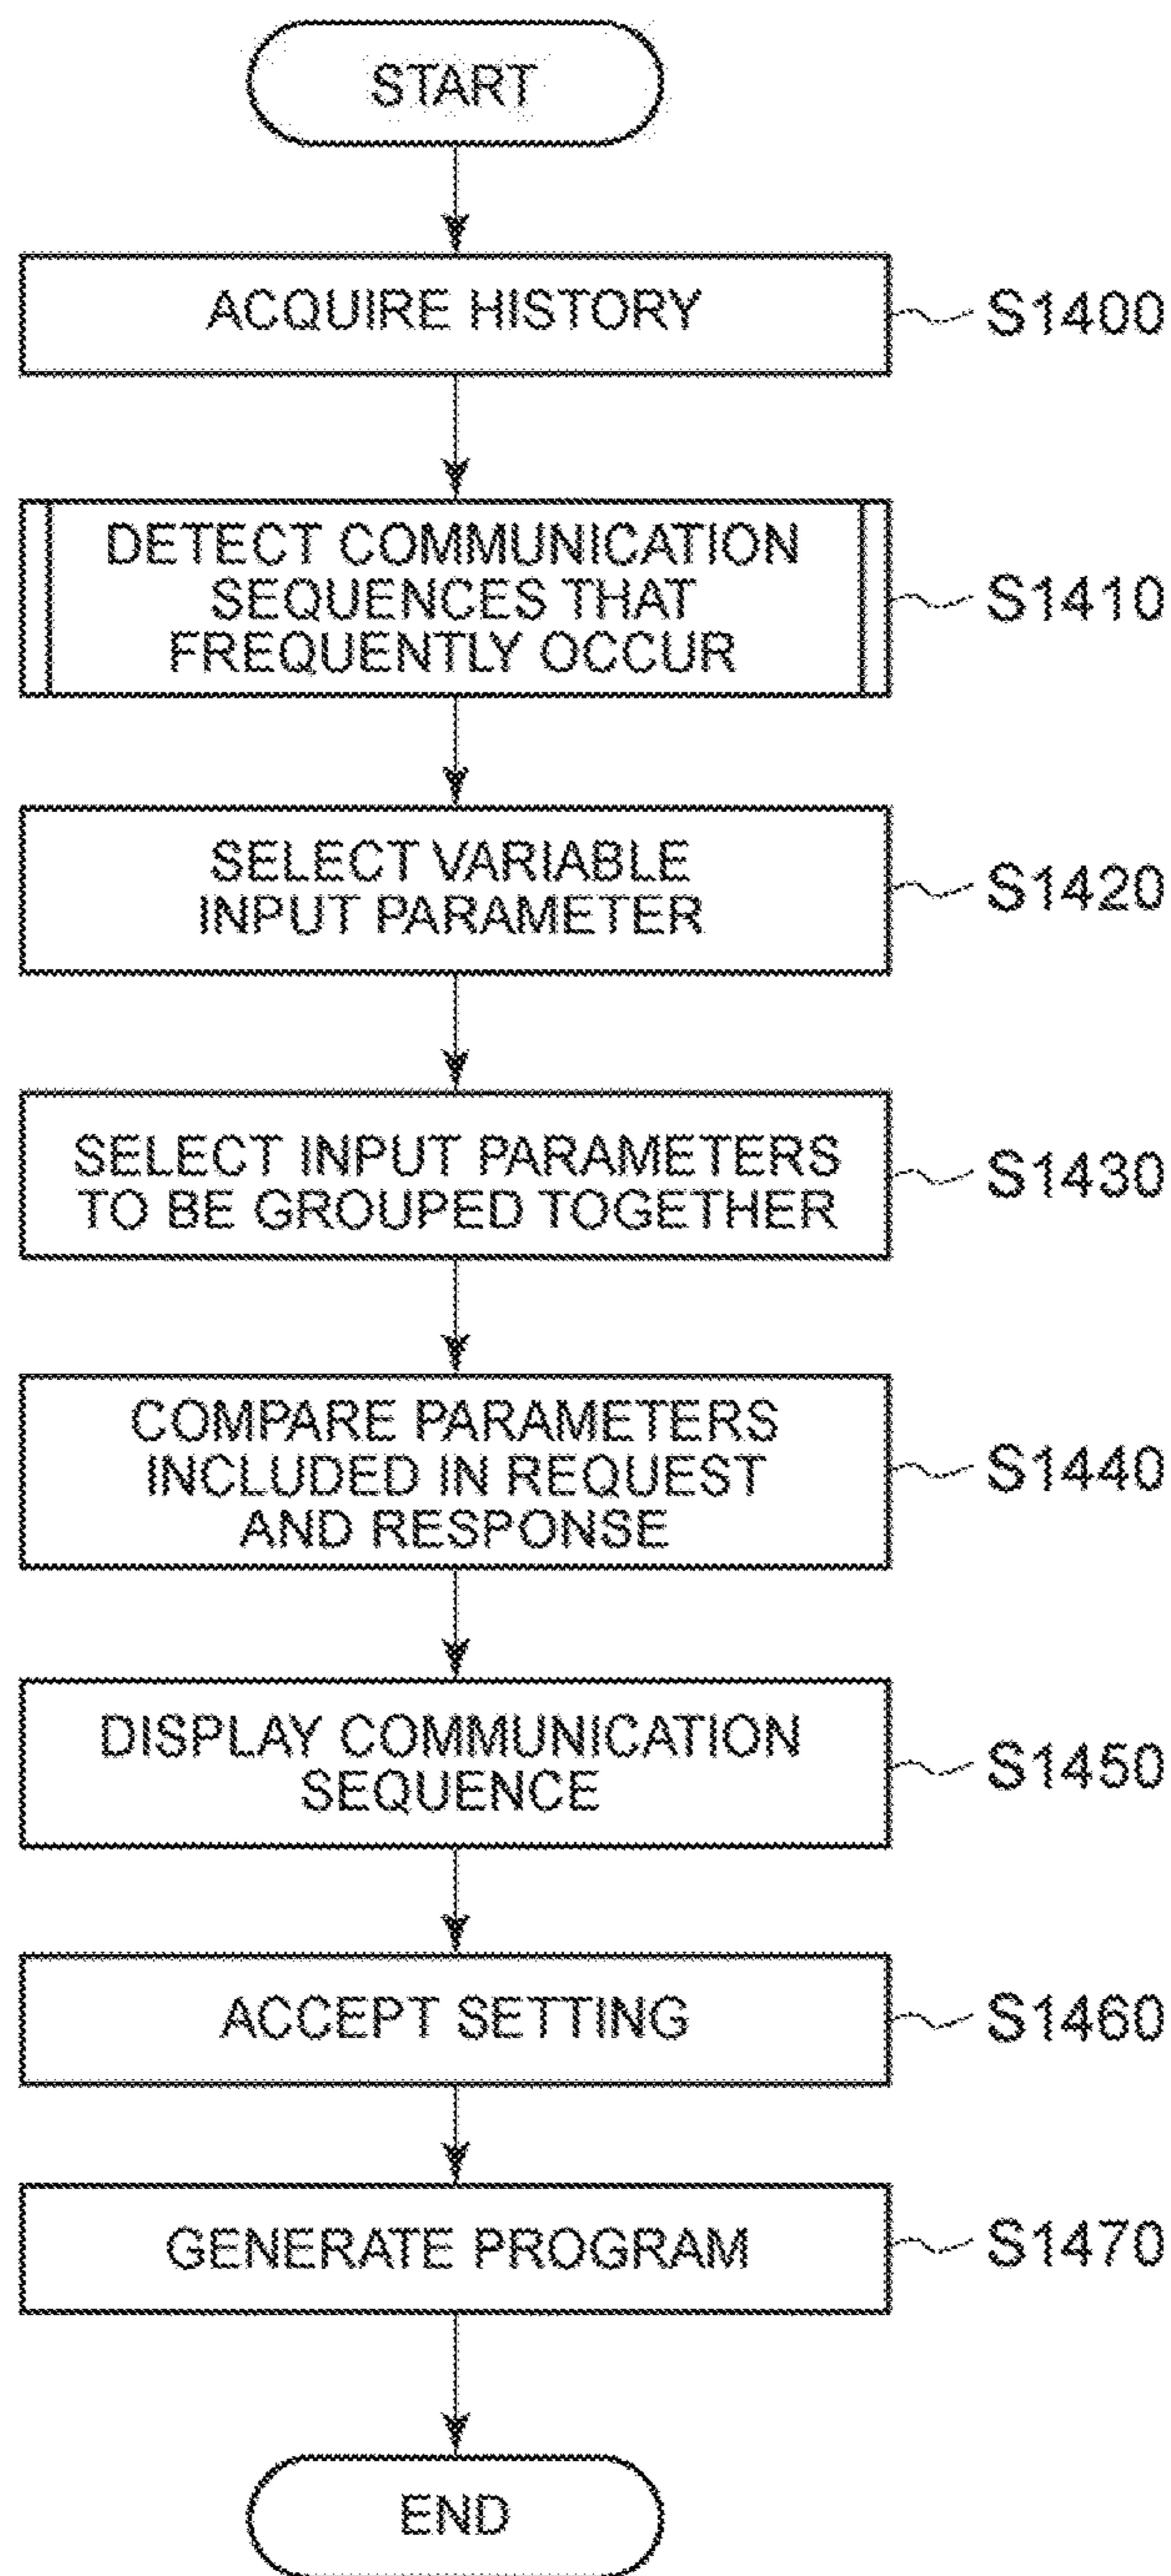 START
ACQUIRE HISTORY
S1400
DETECT COMMUNICATION
SEQUENCES THAT
FREQUENTLY OCCUR
S1410
SELECT VARIABLE
INPUT PARAMETER
S1420
SELECT INPUT PARAMETERS
TO BE GROUPED TOGETHER
S1430
COMPARE PARAMETERS
INCLUDED IN REQUEST
AND RESPONSE
S1440
DISPLAY COMMUNICATION
SEQUENCE
S1450
ACCEPT SETTING
S1460
GENERATE PROGRAM
S1470
END